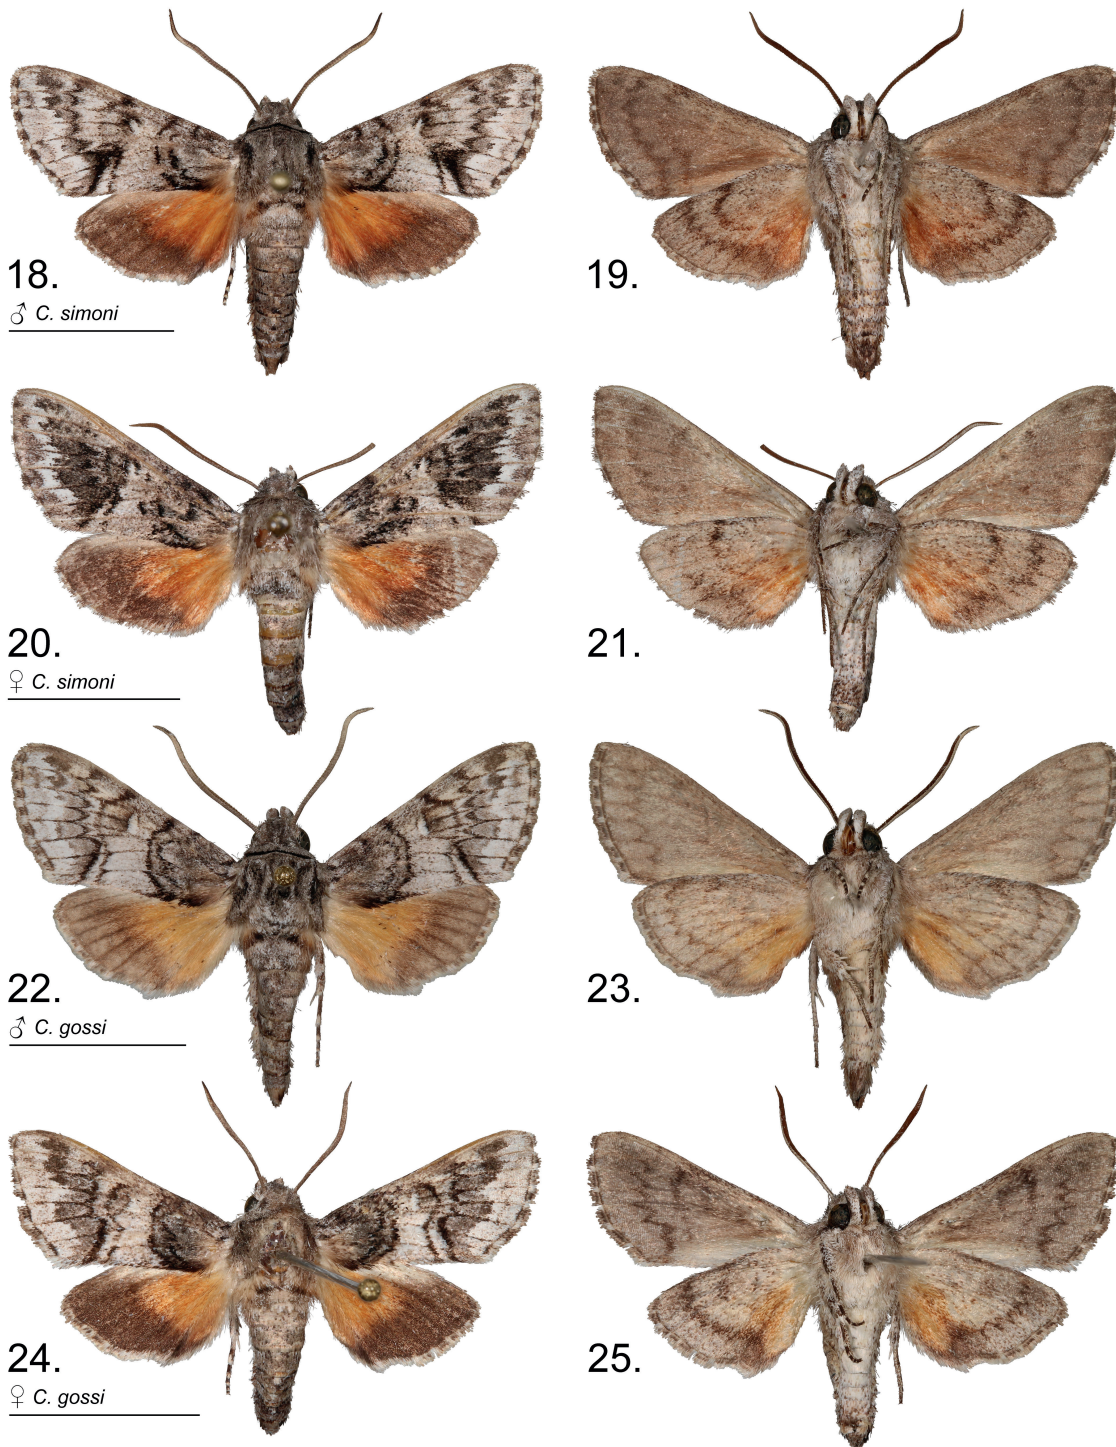 18.
♂ C. simoni
19.
20.
♀ C. simoni
21.
22.
♂ C. gossi
23.
24.
♀ C. gossi
25.